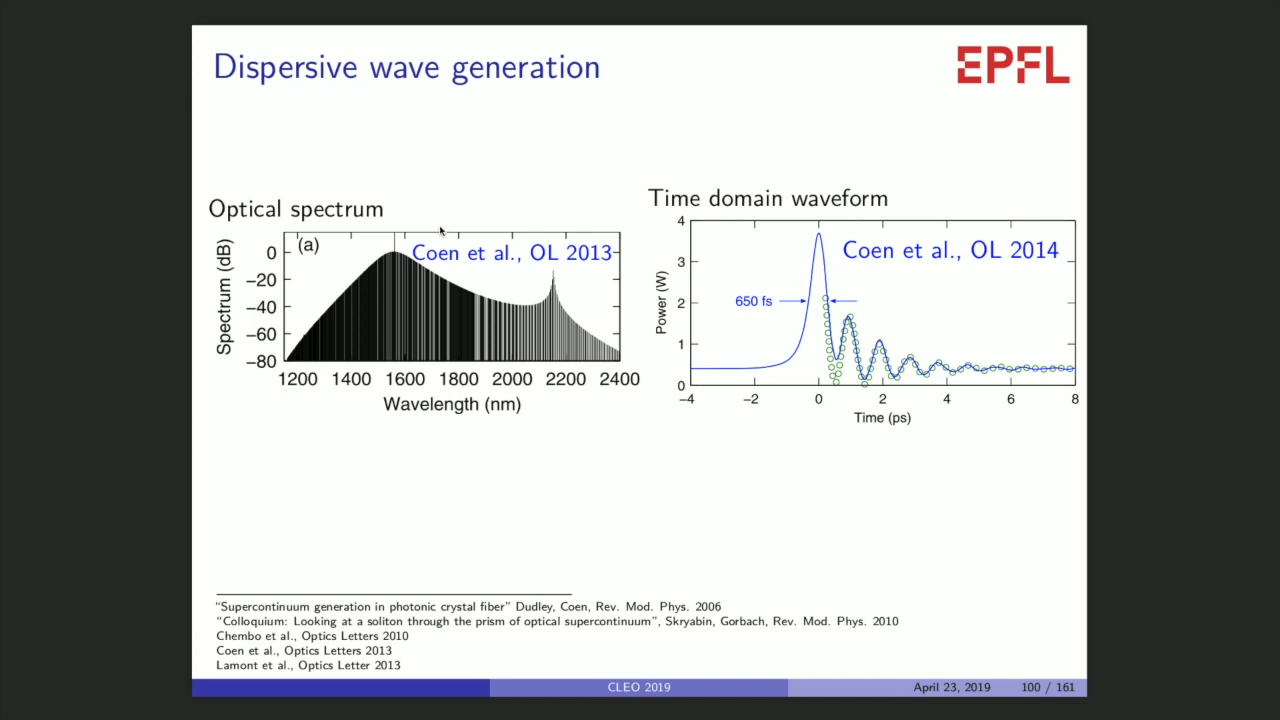 Dispersive wave generation
EPFL
Optical spectrum
Time domain waveform
(a)
Coen et al., OL 2013
Spectrum (dB)
0
−20
−40
−60
−80
1200 1400 1600 1800 2000 2200 2400
Wavelength (nm)
Coen et al., OL 2014
650 fs
Power (W)
4
3
2
1
0
−4 −2 0 2 4 6 8
Time (ps)
“Supercontinuum generation in photonic crystal fiber” Dudley, Coen, Rev. Mod. Phys. 2006
“Colloquium: Looking at a soliton through the prism of optical supercontinuum”, Skryabin, Gorbach, Rev. Mod. Phys. 2010
Chembo et al., Optics Letters 2010
Coen et al., Optics Letters 2013
Lamont et al., Optics Letter 2013
CLEO 2019
April 23, 2019 100 / 161